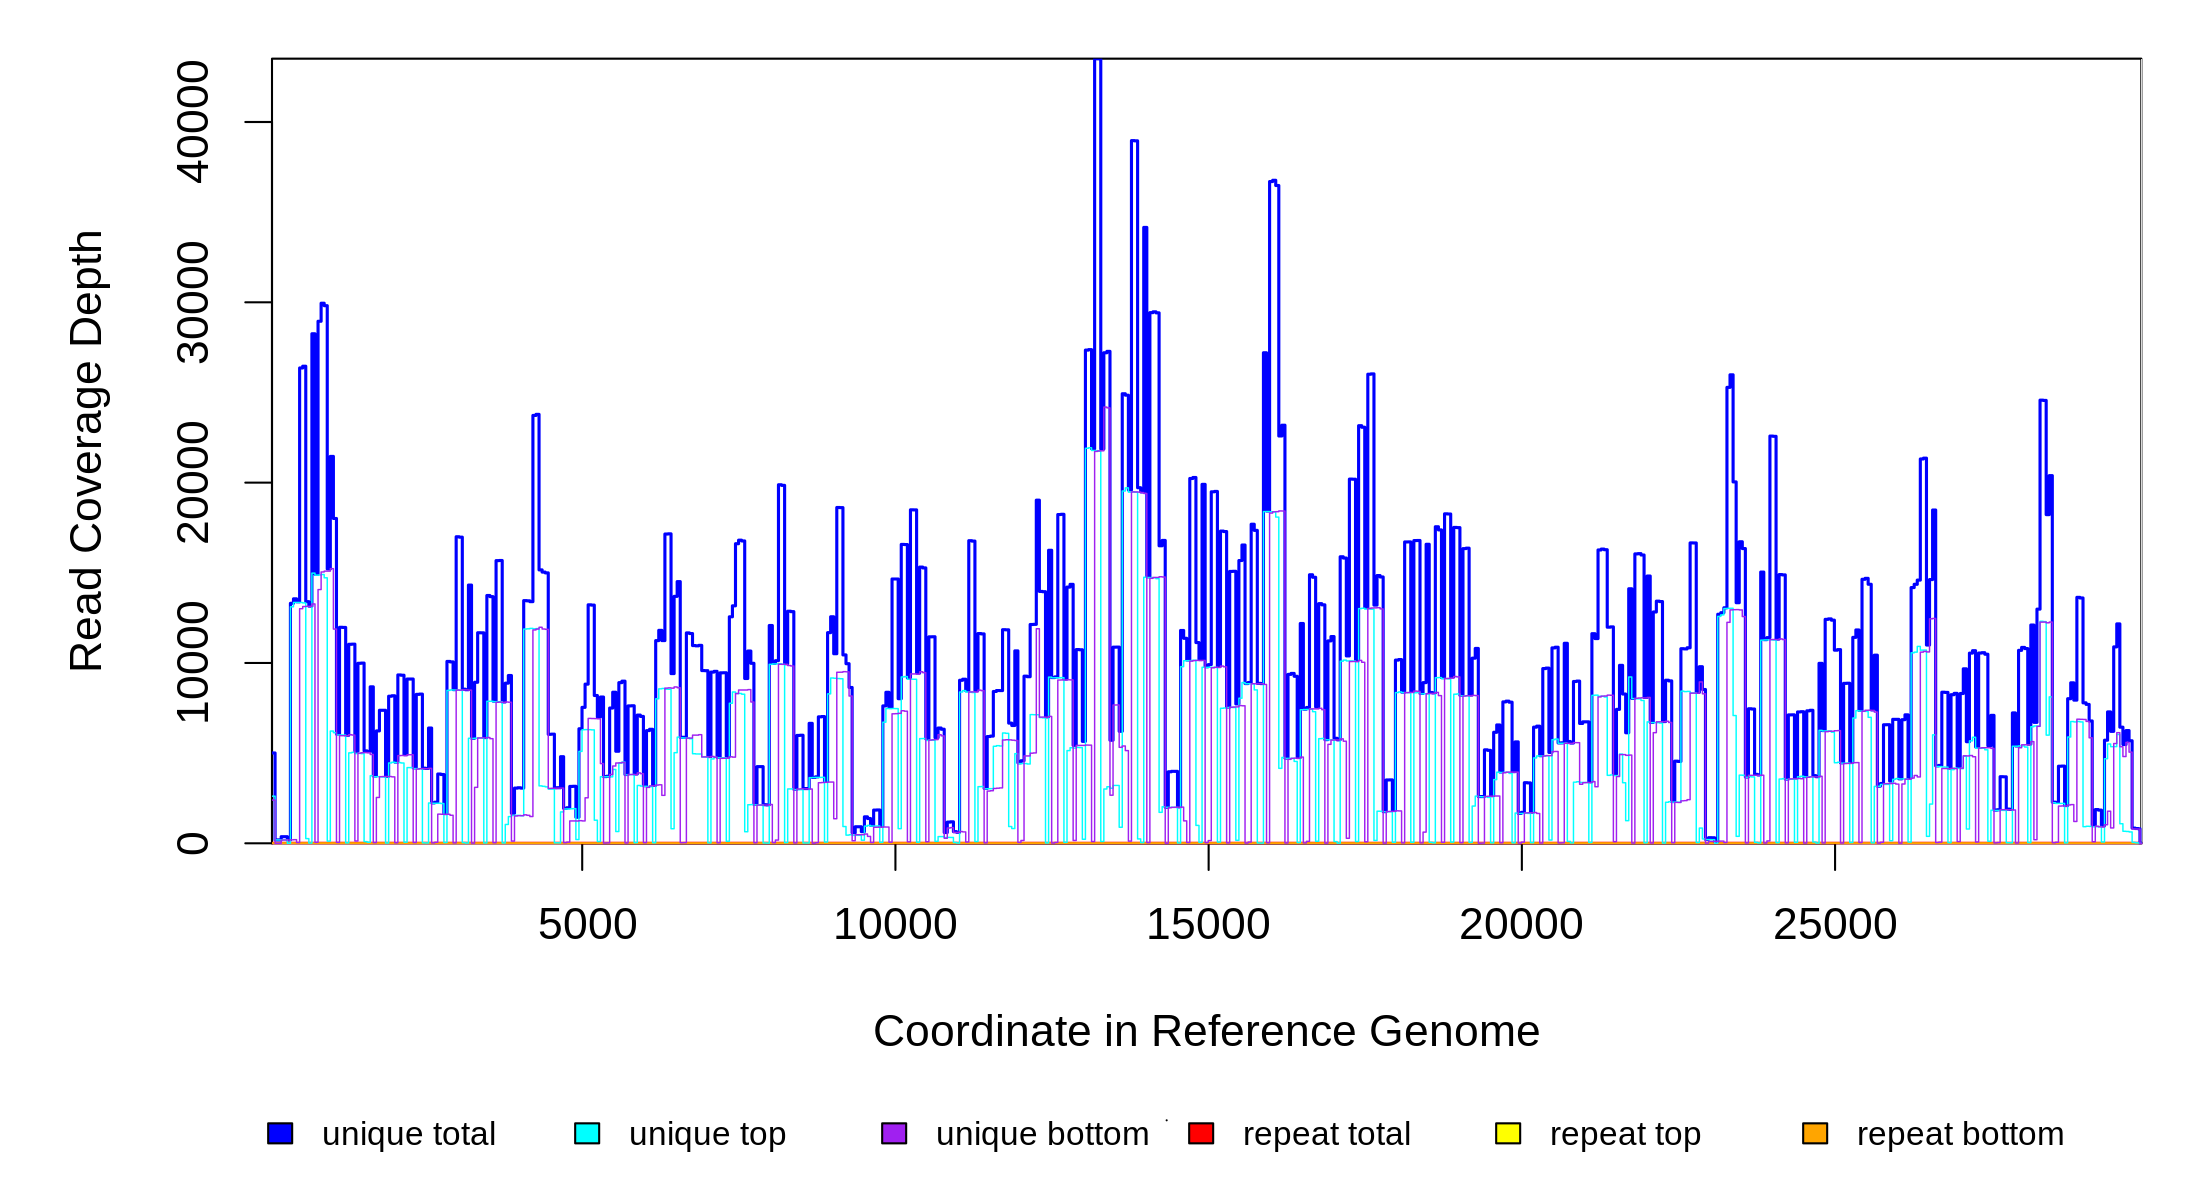 Read Coverage Depth
40000
30000
20000
10000
0
5000 10000 15000 20000 25000
Coordinate in Reference Genome
unique total unique top unique bottom repeat total repeat top repeat bottom